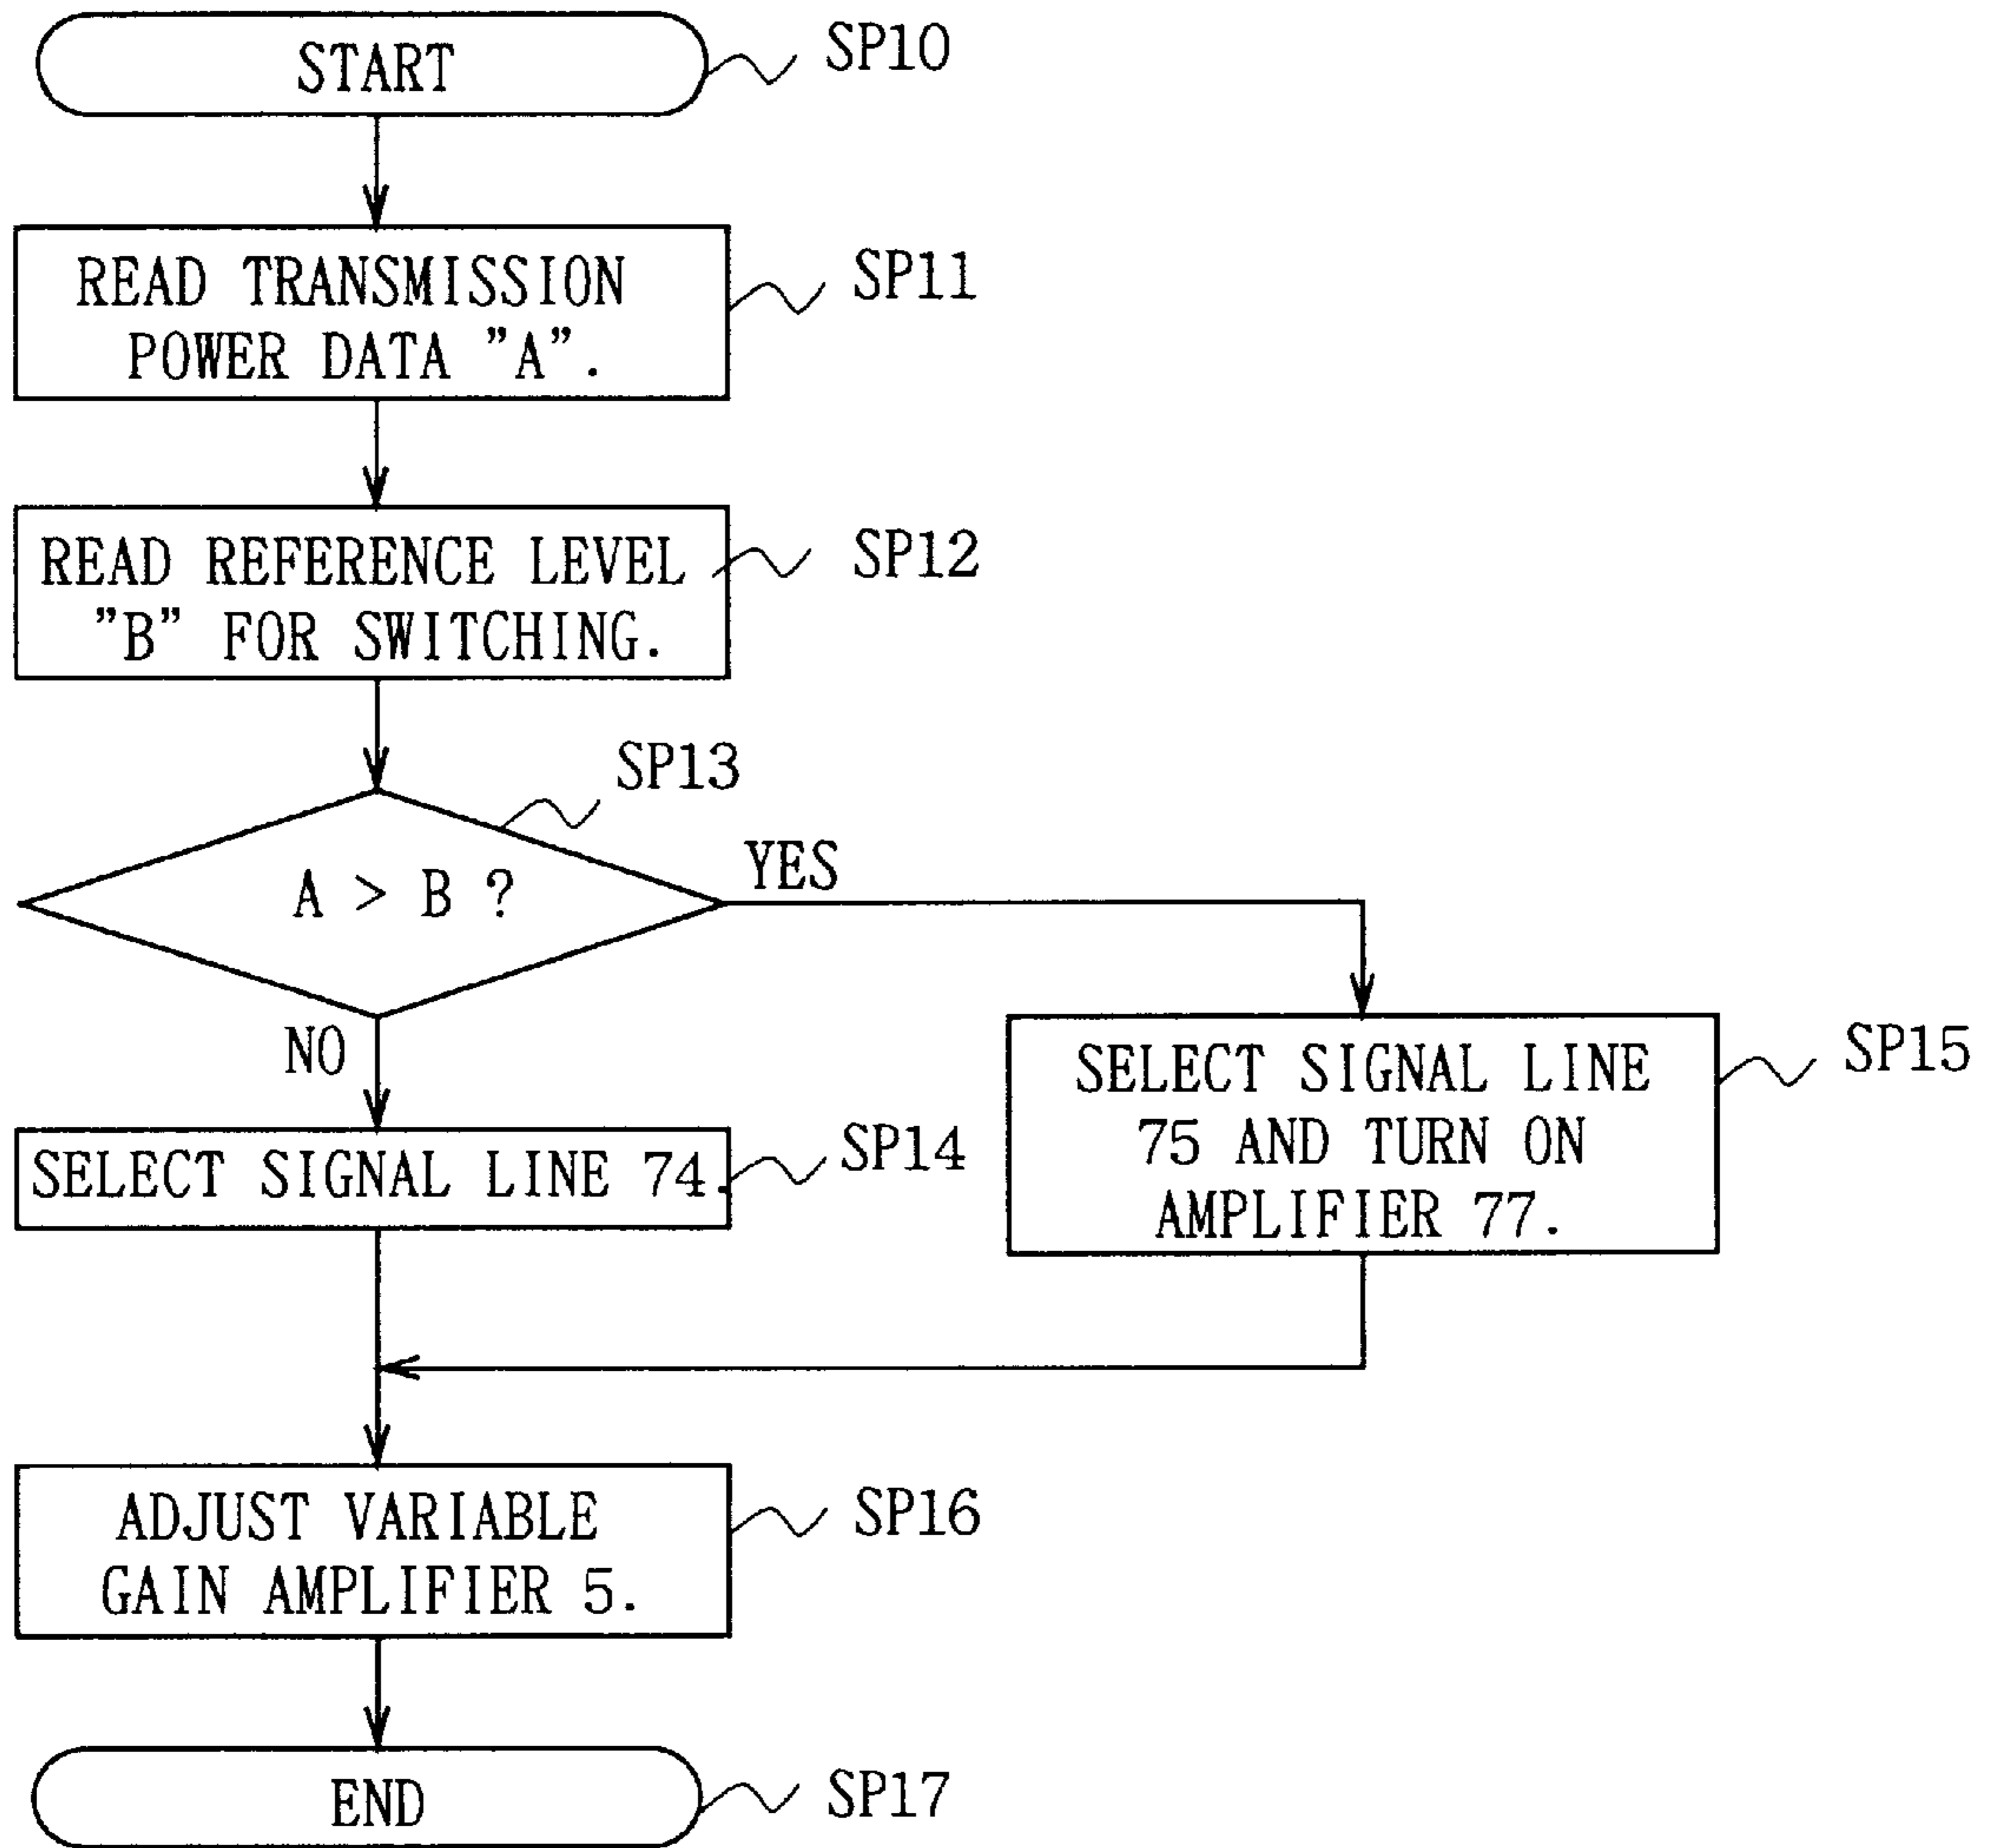 START
SP10
READ TRANSMISSION
POWER DATA ”A”.
SP11
READ REFERENCE LEVEL
”B” FOR SWITCHING.
SP12
SP13
A > B ?
YES
NO
SELECT SIGNAL LINE 74.
SP14
SELECT SIGNAL LINE
75 AND TURN ON
AMPLIFIER 77.
SP15
ADJUST VARIABLE
GAIN AMPLIFIER 5.
SP16
END
SP17